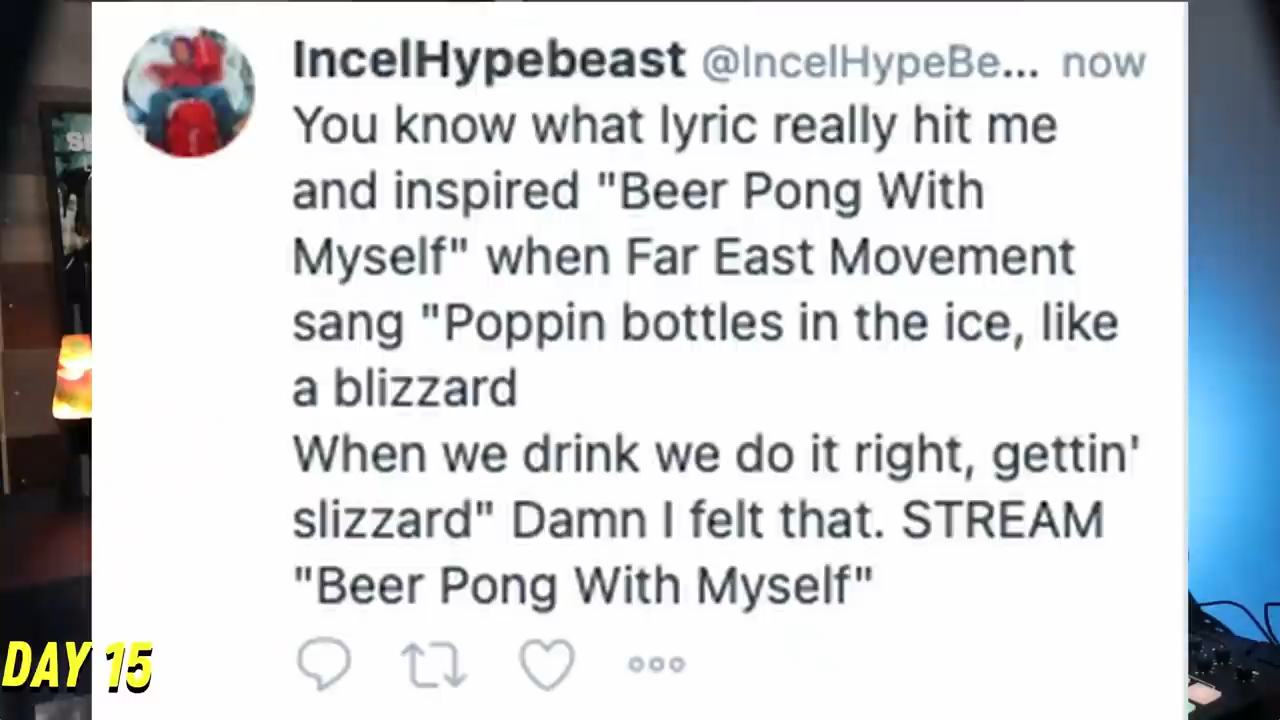 IncelHypebeast @IncelHypeBe... now
You know what lyric really hit me
and inspired "Beer Pong With
Myself" when Far East Movement
sang "Poppin bottles in the ice, like
a blizzard
When we drink we do it right, gettin'
slizzard" Damn I felt that. STREAM
"Beer Pong With Myself"
DAY 15